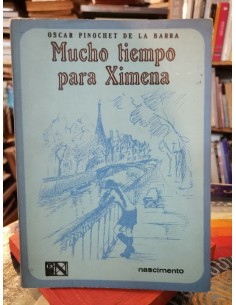 OSCAR PINOCHET DE LA BARRA
Mucho tiempo
para Ximena
nascimento